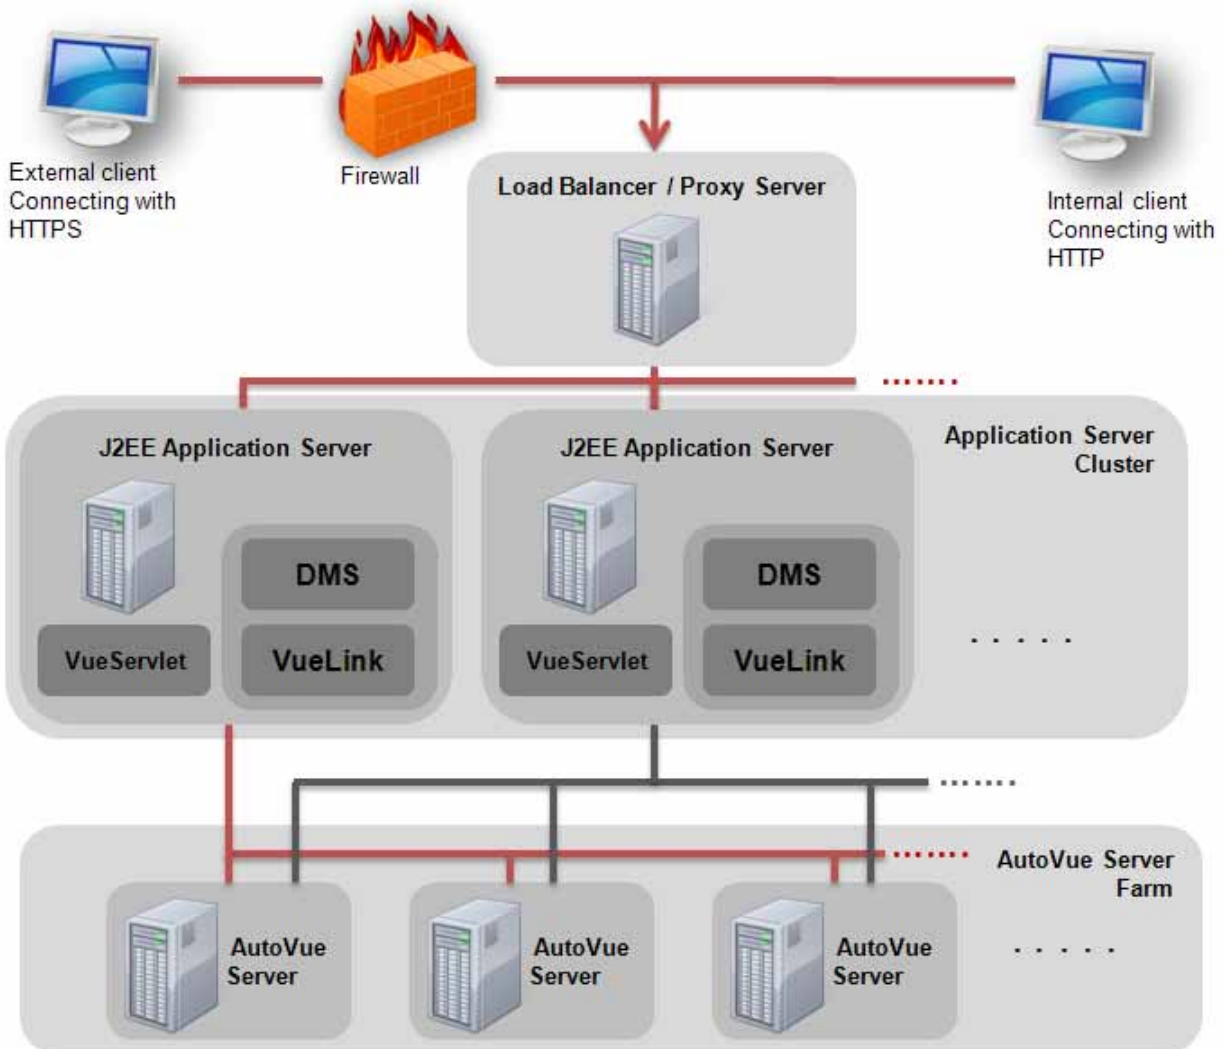 External client
Connecting with
HTTPS
Firewall
Load Balancer / Proxy Server
Internal client
Connecting with
HTTP
.......
J2EE Application Server
DMS
VueServlet
VueLink
J2EE Application Server
DMS
VueServlet
VueLink
Application Server
Cluster
. . . . .
.......
.......
AutoVue Server
Farm
AutoVue
Server
AutoVue
Server
AutoVue
Server
. . . . .